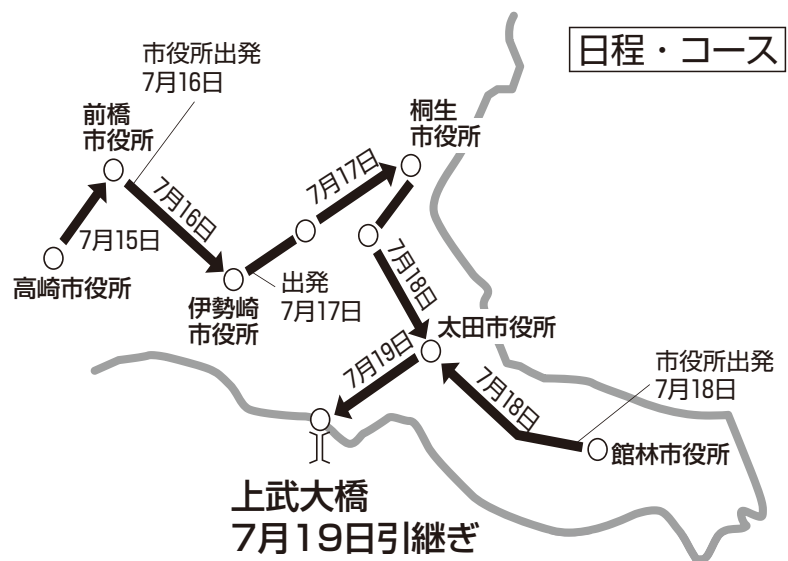 日程・コース
市役所出発
7月16日
前橋
市役所
桐生
市役所
7月17日
7月16日
7月15日
高崎市役所
伊勢崎
市役所
出発
7月17日
7月18日
太田市役所
7月19日
市役所出発
7月18日
7月18日
館林市役所
上武大橋
7月19日引継ぎ